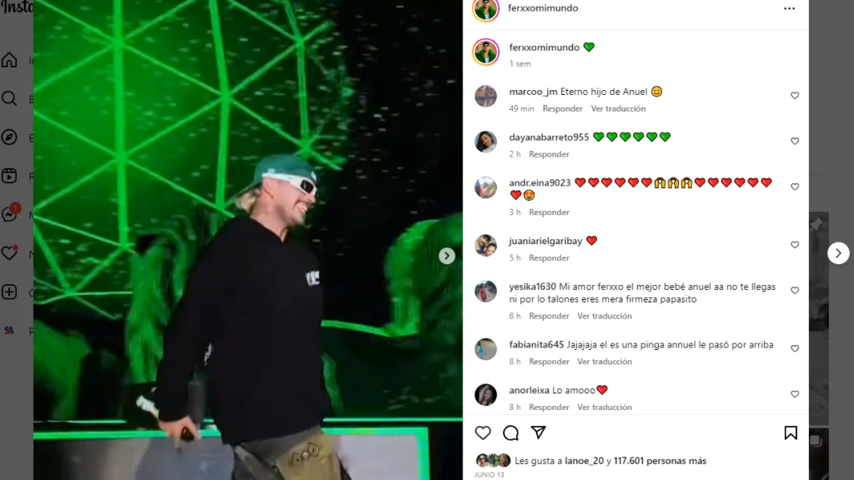 ferxxomimundo
ferxxomimundo 💚
1 sem
marcoo_jm Eterno hijo de Anuel 😊
49 min Responder Ver traducción
dayanabarreto955 💚💚💚💚💚💚
2 h Responder
andr.eina9023 ❤️❤️❤️❤️❤️❤️🙌🙌🙌❤️❤️❤️❤️❤️❤️
❤️😍
3 h Responder
juaniarielgaribay ❤️
5 h Responder
yesika1630 Mi amor ferxxo el mejor bebé anuel aa no te llegas
ni por lo talones eres mera firmeza papasito
8 h Responder Ver traducción
fabianita645 Jajajaja el es una pinga annuel le pasó por arriba
8 h Responder Ver traducción
anorleixa Lo amooo❤️
8 h Responder Ver traducción
Les gusta a lanoe_20 y 117.601 personas más
JUNIO 13